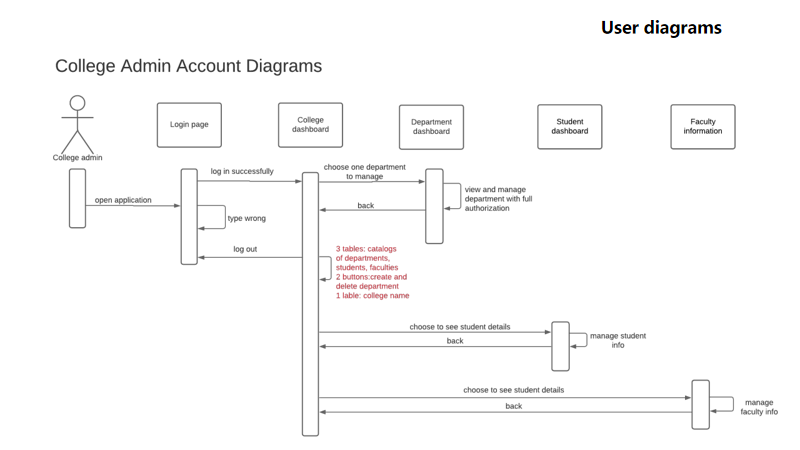 User diagrams
College Admin Account Diagrams
College admin
Login page
College
dashboard
Department
dashboard
Student
dashboard
Faculty
information
open application
log in successfully
type wrong
log out
choose one department
to manage
back
view and manage
department with full
authorization
3 tables: catalogs
of departments,
students, faculties
2 buttons:create and
delete department
1 lable: college name
choose to see student details
back
manage student
info
choose to see student details
back
manage
faculty info